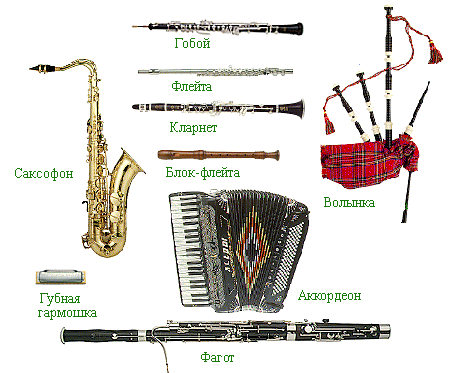 Гобой
Флейта
Кларнет
Блок-флейта
Саксофон
Волынка
Губная
гармошка
Аккордеон
Фагот